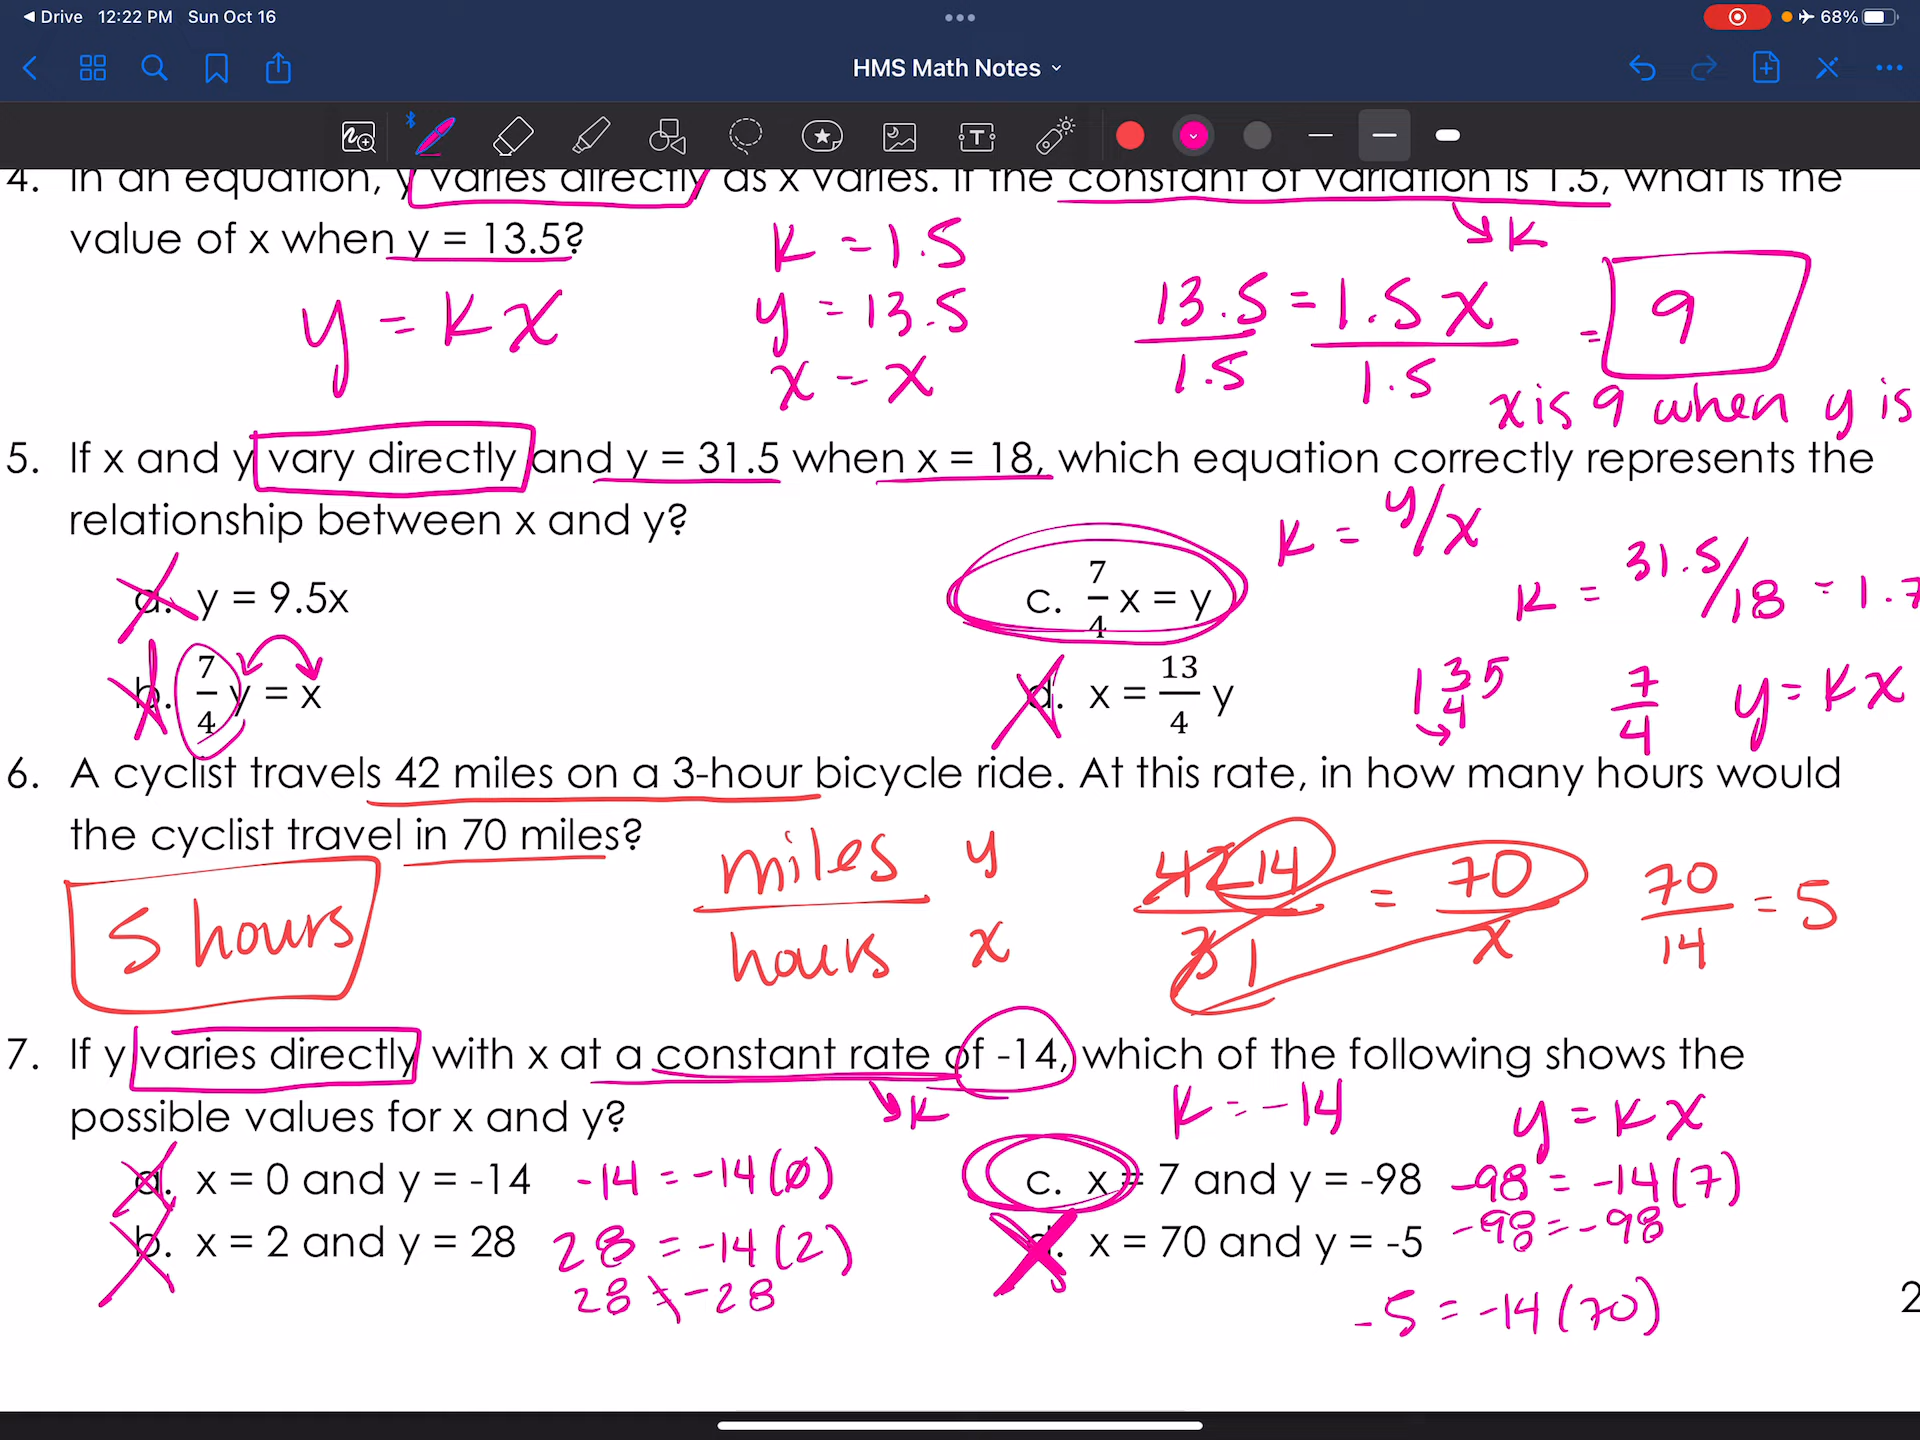 Drive 12:22 PM Sun Oct 16
68%
HMS Math Notes
4. In an equation, y varies directly as x varies. If the constant of variation is 1.5, what is the
value of x when y = 13.5?
k = 1.5
k
y = kx
y = 13.5
x = x
13.5 = 1.5x
1.5 1.5
= 9
x is 9 when y is
5. If x and y vary directly and y = 31.5 when x = 18, which equation correctly represents the
relationship between x and y?
k = y/x
k = 31.5/18 = 1.7
a. y = 9.5x
c. 7/4 x = y
b. 7/4 y = x
d. x = 13/4 y
1 3/4
7/4
y = kx
6. A cyclist travels 42 miles on a 3-hour bicycle ride. At this rate, in how many hours would
the cyclist travel in 70 miles?
5 hours
miles y
hours x
42 14 = 70
3 1 x
70/14 = 5
7. If y varies directly with x at a constant rate of -14, which of the following shows the
possible values for x and y?
k
k = -14
y = kx
a. x = 0 and y = -14
-14 = -14(0)
c. x = 7 and y = -98
-98 = -14(7)
-98 = -98
b. x = 2 and y = 28
28 = -14(2)
28 ≠ -28
x = 70 and y = -5
-5 = -14(70)
2